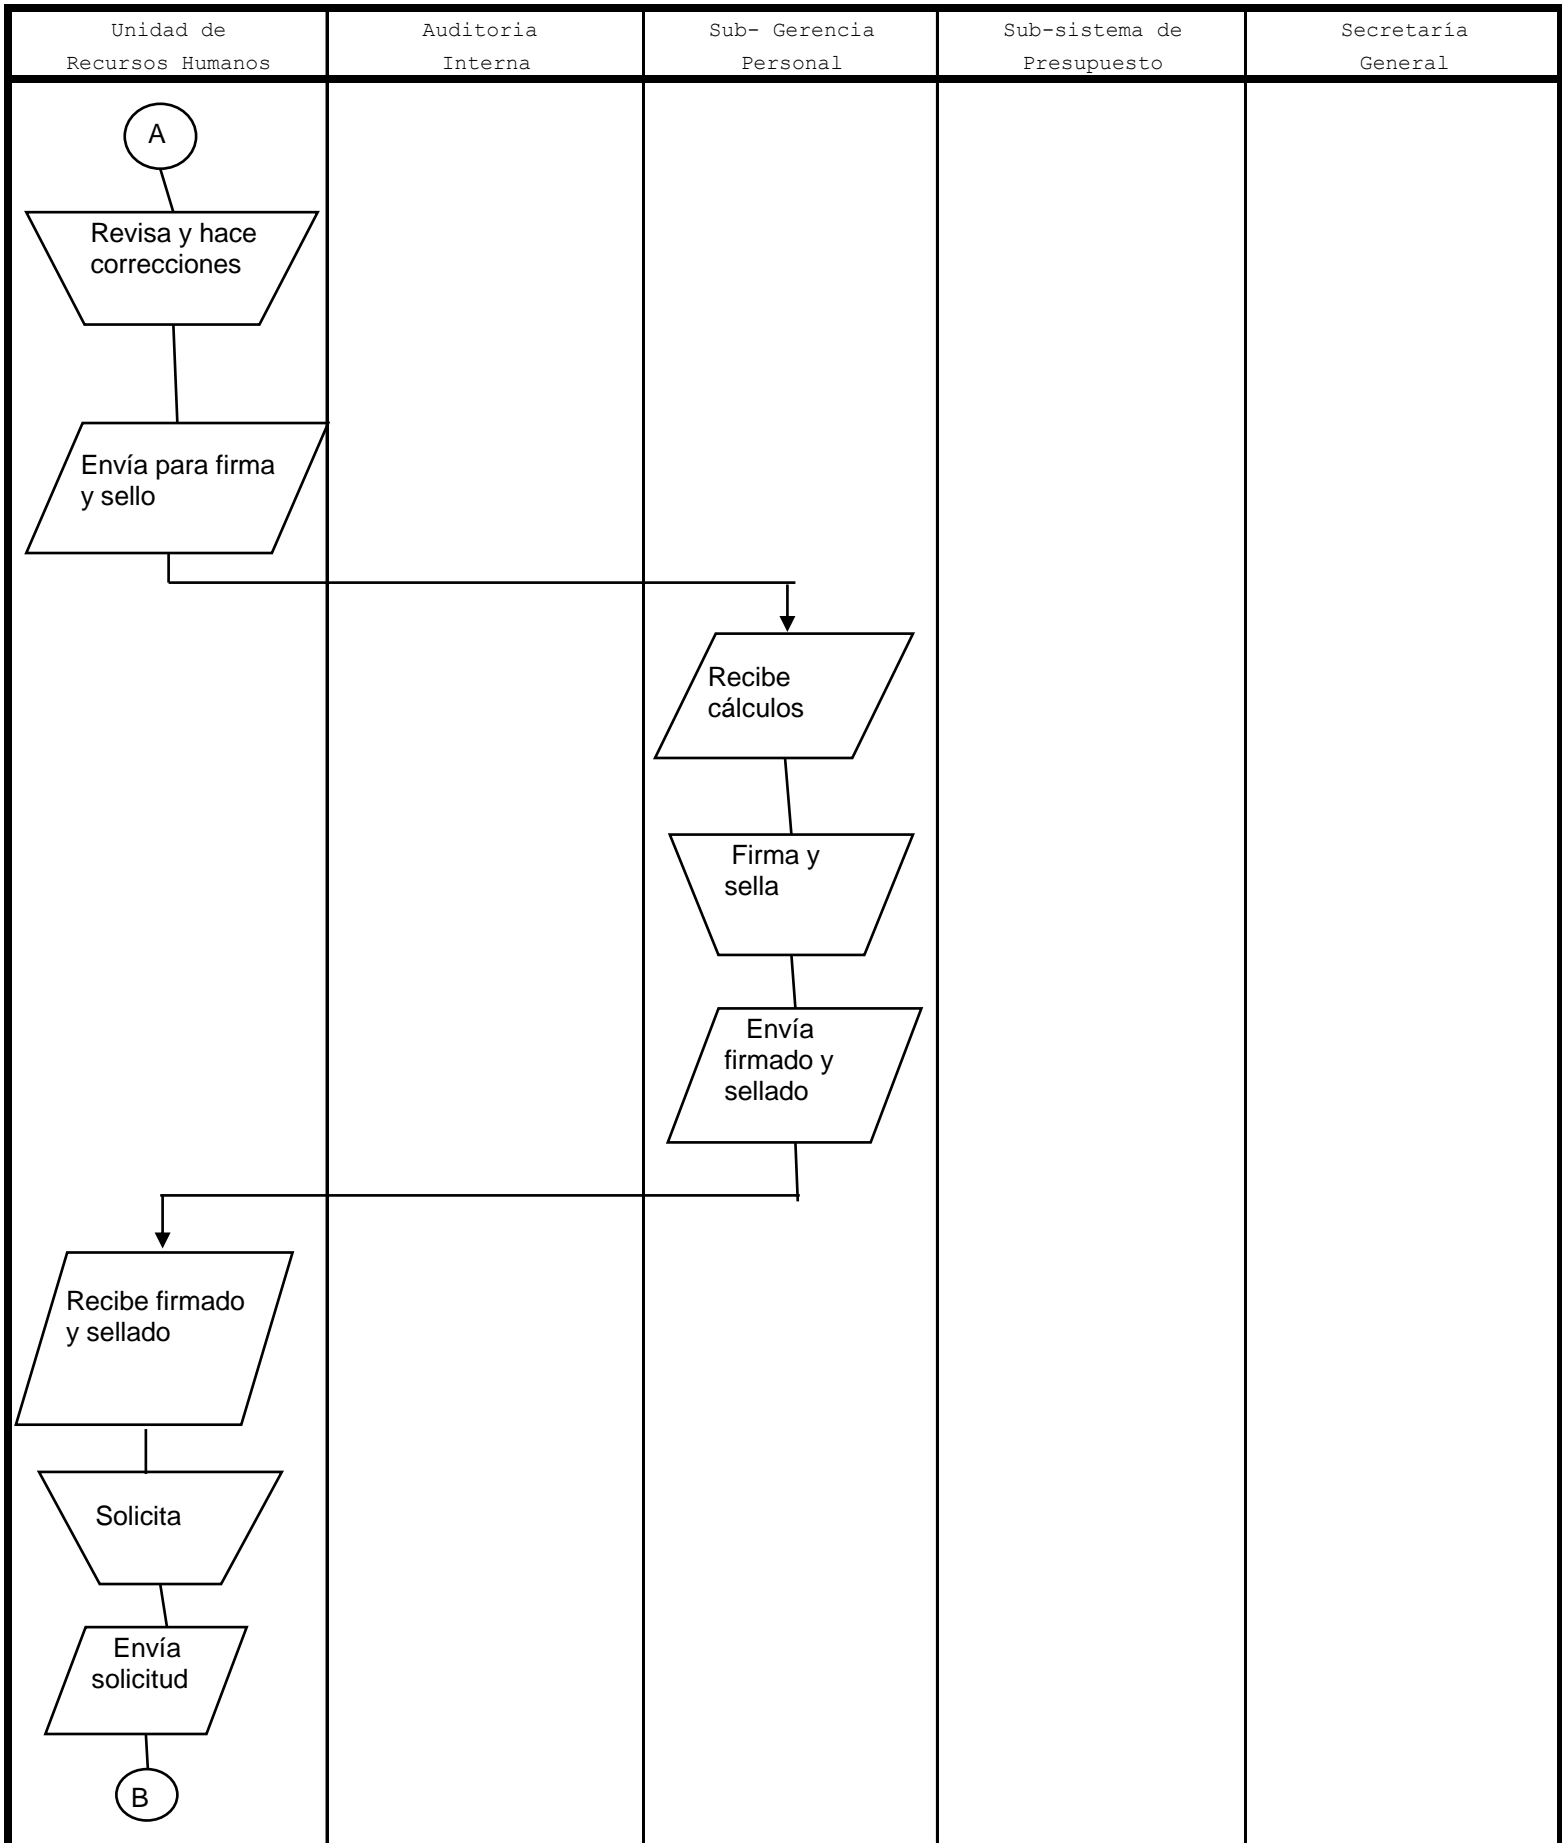 Unidad de
Recursos Humanos
Auditoria
Interna
Sub- Gerencia
Personal
Sub-sistema de
Presupuesto
Secretaría
General
A
Revisa y hace
correcciones
Envía para firma
y sello
Recibe
cálculos
Firma y
sella
Envía
firmado y
sellado
Recibe firmado
y sellado
Solicita
Envía
solicitud
B